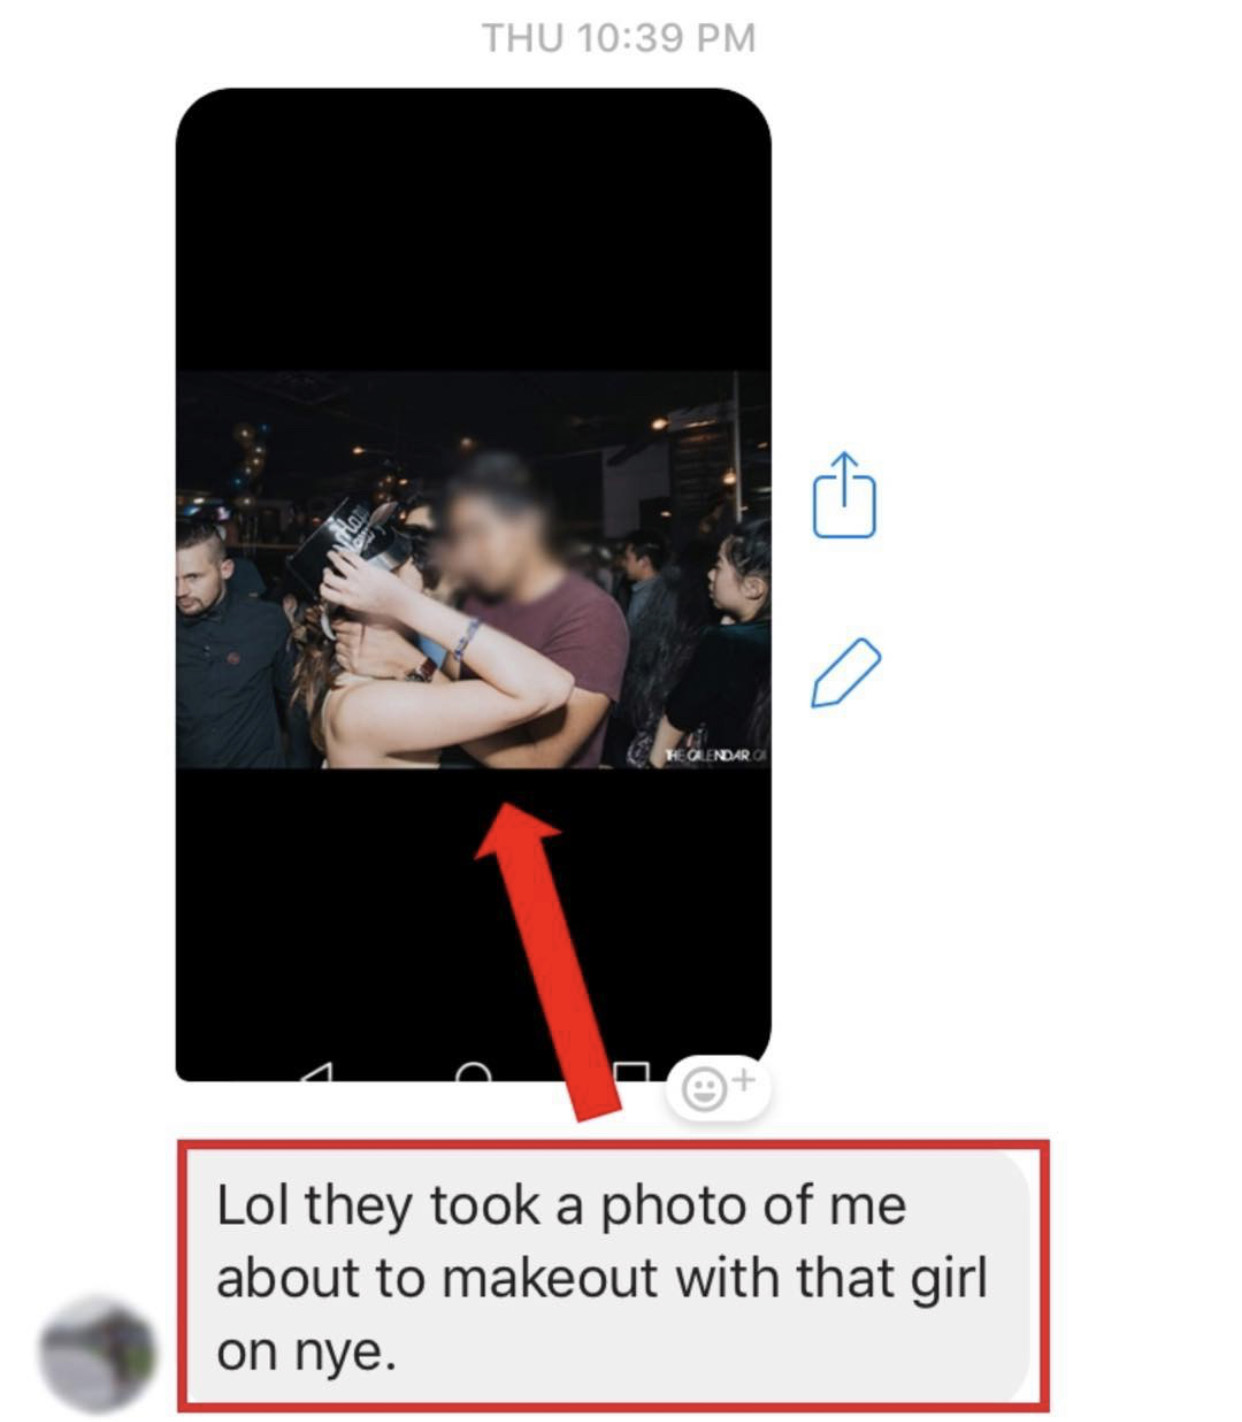 THU 10:39 PM
THE CALENDAR.CA
Lol they took a photo of me
about to makeout with that girl
on nye.